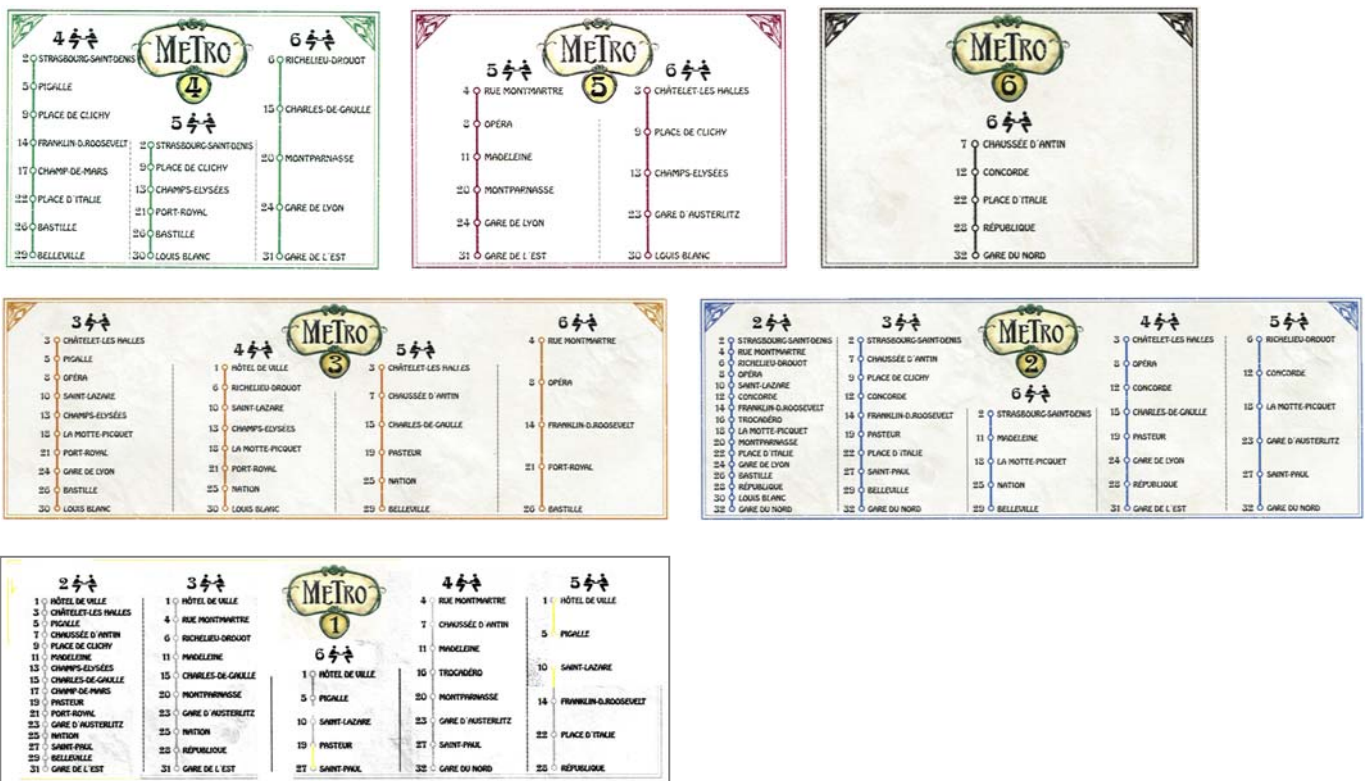 METRO
4
4
2 STRASBOURG-SAINT-DENIS
5 PIGALLE
9 PLACE DE CLICHY
14 FRANKLIN-D.ROOSEVELT
17 CHAMP-DE-MARS
22 PLACE D'ITALIE
26 BASTILLE
29 BELLEVILLE
5
2 STRASBOURG-SAINT-DENIS
9 PLACE DE CLICHY
13 CHAMPS-ELYSÉES
21 PORT-ROYAL
26 BASTILLE
30 LOUIS BLANC
6
6 RICHELIEU-DROUOT
15 CHARLES-DE-GAULLE
20 MONTPARNASSE
24 GARE DE LYON
31 GARE DE L'EST
METRO
5
5
4 RUE MONTMARTRE
8 OPÉRA
11 MADELEINE
20 MONTPARNASSE
24 GARE DE LYON
31 GARE DE L'EST
6
3 CHÂTELET-LES HALLES
9 PLACE DE CLICHY
13 CHAMPS-ELYSÉES
23 GARE D'AUSTERLITZ
30 LOUIS BLANC
METRO
6
6
7 CHAUSSÉE D'ANTIN
12 CONCORDE
22 PLACE D'ITALIE
28 RÉPUBLIQUE
32 GARE DU NORD
METRO
3
3
3 CHÂTELET-LES HALLES
5 PIGALLE
8 OPÉRA
10 SAINT-LAZARE
13 CHAMPS-ELYSÉES
18 LA MOTTE-PICQUET
21 PORT-ROYAL
24 GARE DE LYON
26 BASTILLE
30 LOUIS BLANC
4
1 HÔTEL DE VILLE
6 RICHELIEU-DROUOT
10 SAINT-LAZARE
13 CHAMPS-ELYSÉES
18 LA MOTTE-PICQUET
21 PORT-ROYAL
25 NATION
30 LOUIS BLANC
5
3 CHÂTELET-LES HALLES
7 CHAUSSÉE D'ANTIN
15 CHARLES-DE-GAULLE
19 PASTEUR
25 NATION
29 BELLEVILLE
6
4 RUE MONTMARTRE
8 OPÉRA
14 FRANKLIN-D.ROOSEVELT
21 PORT-ROYAL
26 BASTILLE
METRO
2
2
2 STRASBOURG-SAINT-DENIS
4 RUE MONTMARTRE
6 RICHELIEU-DROUOT
8 OPÉRA
10 SAINT-LAZARE
12 CONCORDE
14 FRANKLIN-D.ROOSEVELT
16 TROCADÉRO
18 LA MOTTE-PICQUET
20 MONTPARNASSE
22 PLACE D'ITALIE
24 GARE DE LYON
26 BASTILLE
28 RÉPUBLIQUE
30 LOUIS BLANC
32 GARE DU NORD
3
2 STRASBOURG-SAINT-DENIS
7 CHAUSSÉE D'ANTIN
9 PLACE DE CLICHY
12 CONCORDE
14 FRANKLIN-D.ROOSEVELT
19 PASTEUR
22 PLACE D'ITALIE
27 SAINT-PAUL
29 BELLEVILLE
32 GARE DU NORD
6
2 STRASBOURG-SAINT-DENIS
11 MADELEINE
18 LA MOTTE-PICQUET
25 NATION
29 BELLEVILLE
4
3 CHÂTELET-LES HALLES
8 OPÉRA
12 CONCORDE
15 CHARLES-DE-GAULLE
19 PASTEUR
24 GARE DE LYON
28 RÉPUBLIQUE
31 GARE DE L'EST
5
6 RICHELIEU-DROUOT
12 CONCORDE
18 LA MOTTE-PICQUET
23 GARE D'AUSTERLITZ
27 SAINT-PAUL
32 GARE DU NORD
METRO
1
2
1 HÔTEL DE VILLE
3 CHÂTELET-LES HALLES
5 PIGALLE
7 CHAUSSÉE D'ANTIN
9 PLACE DE CLICHY
11 MADELEINE
13 CHAMPS-ELYSÉES
15 CHARLES-DE-GAULLE
17 CHAMP-DE-MARS
19 PASTEUR
21 PORT-ROYAL
23 GARE D'AUSTERLITZ
25 NATION
27 SAINT-PAUL
29 BELLEVILLE
31 GARE DE L'EST
3
1 HÔTEL DE VILLE
4 RUE MONTMARTRE
6 RICHELIEU-DROUOT
11 MADELEINE
15 CHARLES-DE-GAULLE
20 MONTPARNASSE
23 GARE D'AUSTERLITZ
25 NATION
28 RÉPUBLIQUE
31 GARE DE L'EST
6
1 HÔTEL DE VILLE
5 PIGALLE
10 SAINT-LAZARE
19 PASTEUR
27 SAINT-PAUL
4
4 RUE MONTMARTRE
7 CHAUSSÉE D'ANTIN
11 MADELEINE
16 TROCADÉRO
20 MONTPARNASSE
23 GARE D'AUSTERLITZ
27 SAINT-PAUL
32 GARE DU NORD
5
1 HÔTEL DE VILLE
5 PIGALLE
10 SAINT-LAZARE
14 FRANKLIN-D.ROOSEVELT
22 PLACE D'ITALIE
28 RÉPUBLIQUE